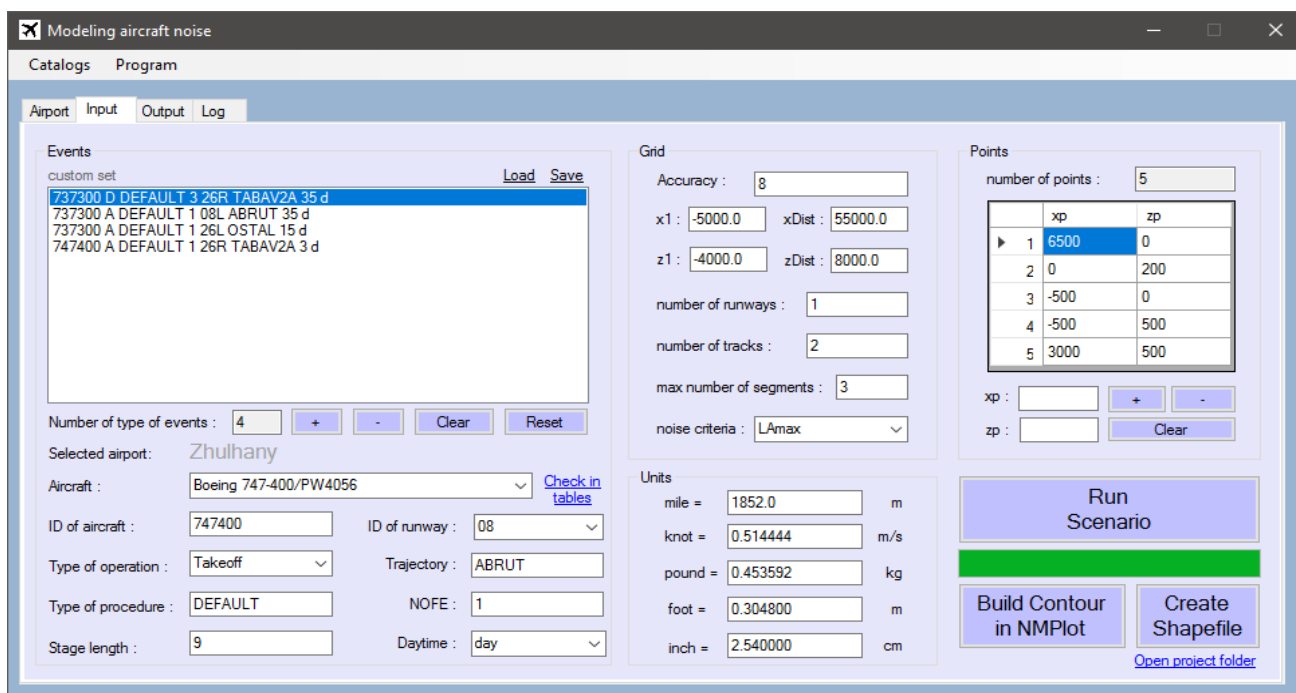 Modeling aircraft noise
Catalogs Program
Airport Input Output Log
Events
custom set Load Save
737300 D DEFAULT 3 26R TABAV2A 35 d
737300 A DEFAULT 1 08L ABRUT 35 d
737300 A DEFAULT 1 26L OSTAL 15 d
747400 A DEFAULT 1 26R TABAV2A 3 d
Number of type of events : 4 + - Clear Reset
Selected airport: Zhulhany
Aircraft : Boeing 747-400/PW4056 Check in
tables
ID of aircraft : 747400 ID of runway : 08
Type of operation : Takeoff Trajectory : ABRUT
Type of procedure : DEFAULT NOFE : 1
Stage length : 9 Daytime : day
Grid
Accuracy : 8
x1 : -5000.0 xDist : 55000.0
z1 : -4000.0 zDist : 8000.0
number of runways : 1
number of tracks : 2
max number of segments : 3
noise criteria : LAmax
Units
mile = 1852.0 m
knot = 0.514444 m/s
pound = 0.453592 kg
foot = 0.304800 m
inch = 2.540000 cm
Points
number of points : 5
xp zp
1 6500 0
2 0 200
3 -500 0
4 -500 500
5 3000 500
xp : + -
zp : Clear
Run
Scenario
Build Contour
in NMPlot
Create
Shapefile
Open project folder